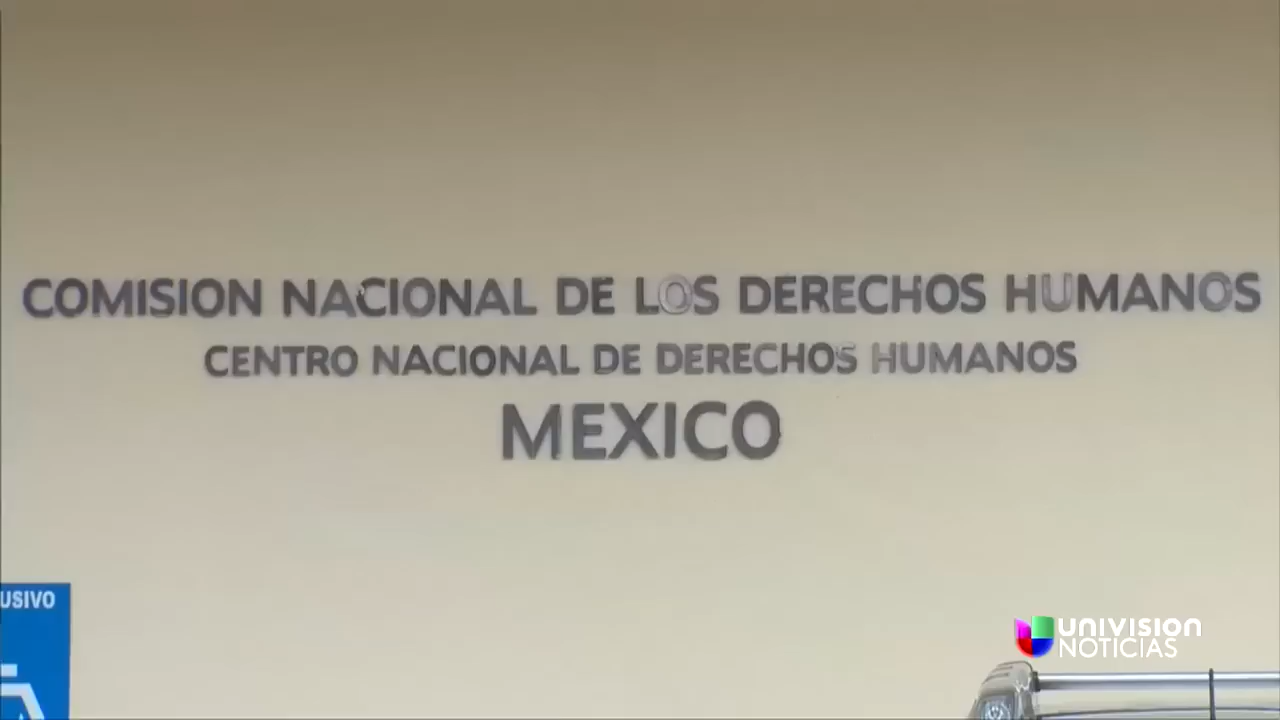 COMISION NACIONAL DE LOS DERECHOS HUMANOS
CENTRO NACIONAL DE DERECHOS HUMANOS
MEXICO
USIVO
UNIVISION
NOTICIAS